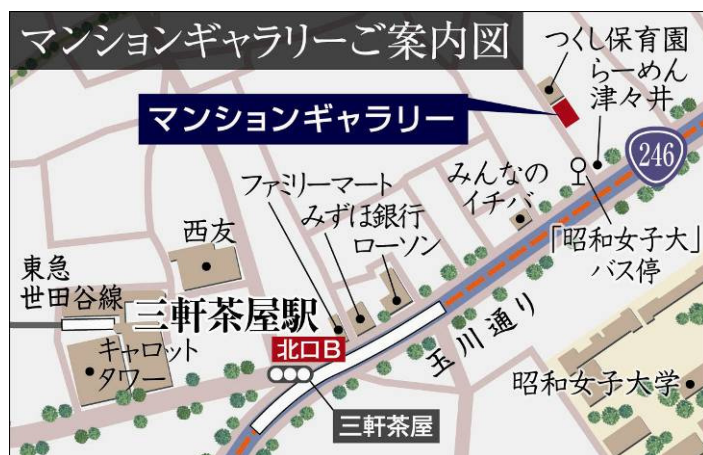 マンションギャラリーご案内図
つくし保育園
らーめん
津々井
マンションギャラリー
246
ファミリーマート
みずほ銀行
ローソン
みんなの
イチバ
西友
「昭和女子大」
バス停
東急
世田谷線
三軒茶屋駅
北口B
キャロット
タワー
玉川通り
昭和女子大学
三軒茶屋